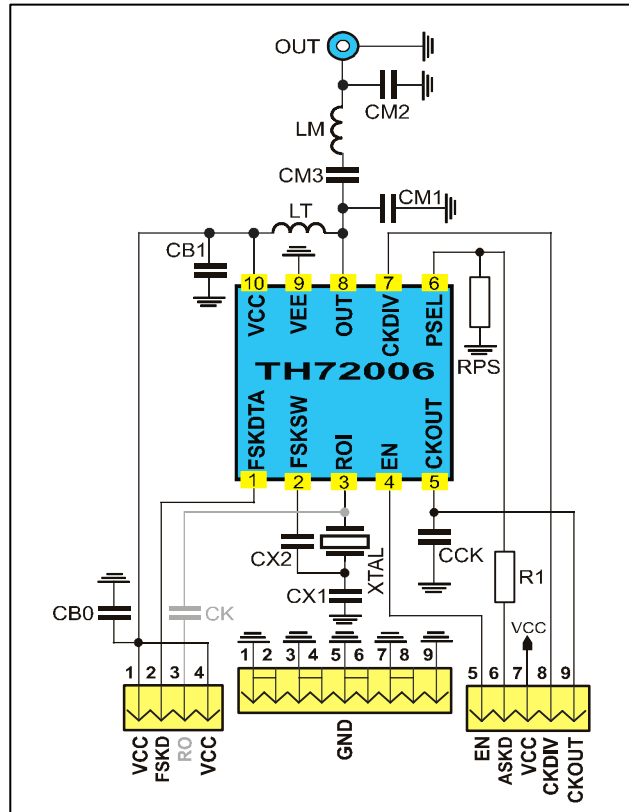 OUT
CM2
LM
CM3
CM1
LT
CB1
10 9 8 7 6
VCC VEE OUT CKDIV PSEL
RPS
TH72006
FSKDTA FSKSW ROI EN CKOUT
1 2 3 4 5
CX2 XTAL CCK
R1
CX1
CB0 CK
VCC
1 2 3 4
1 2 3 4 5 6 7 8 9
5 6 7 8 9
VCC FSKD RO VCC
GND
EN ASKD VCC CKDIV CKOUT